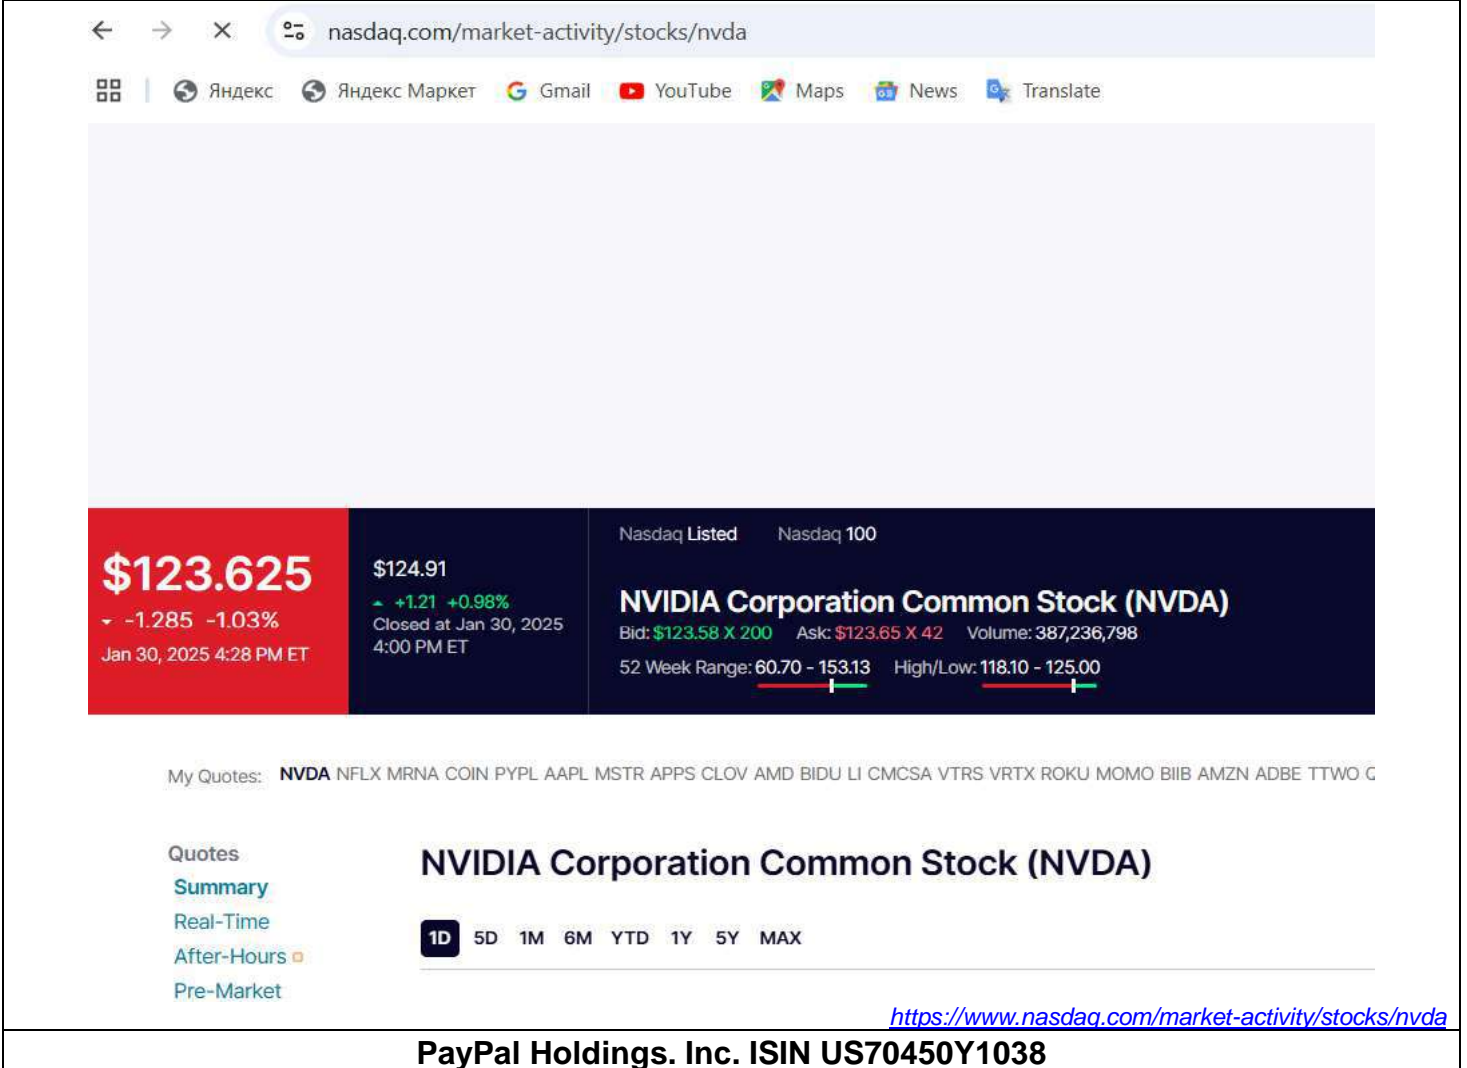 nasdaq.com/market-activity/stocks/nvda
Яндекс Яндекс Маркет Gmail YouTube Maps News Translate
Nasdaq Listed Nasdaq 100
$123.625
-1.285 -1.03%
Jan 30, 2025 4:28 PM ET
$124.91
+1.21 +0.98%
Closed at Jan 30, 2025
4:00 PM ET
NVIDIA Corporation Common Stock (NVDA)
Bid: $123.58 X 200 Ask: $123.65 X 42 Volume: 387,236,798
52 Week Range: 60.70 - 153.13 High/Low: 118.10 - 125.00
My Quotes: NVDA NFLX MRNA COIN PYPL AAPL MSTR APPS CLOV AMD BIDU LI CMCSA VTRS VRTX ROKU MOMO BIIB AMZN ADBE TTWO
Quotes
Summary
Real-Time
After-Hours
Pre-Market
NVIDIA Corporation Common Stock (NVDA)
1D 5D 1M 6M YTD 1Y 5Y MAX
https://www.nasdaq.com/market-activity/stocks/nvda
PayPal Holdings. Inc. ISIN US70450Y1038